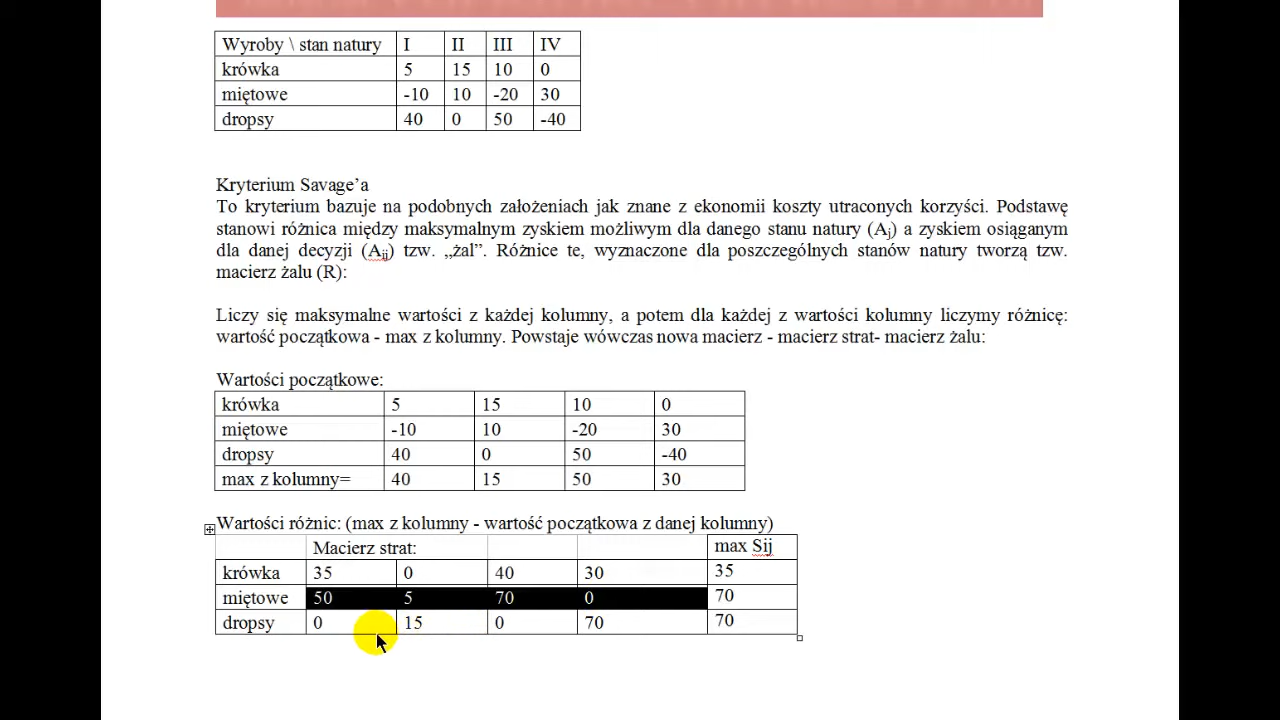 Wyroby \ stan natury I II III IV
krówka 5 15 10 0
miętowe -10 10 -20 30
dropsy 40 0 50 -40
Kryterium Savage’a
To kryterium bazuje na podobnych założeniach jak znane z ekonomii koszty utraconych korzyści. Podstawę
stanowi różnica między maksymalnym zyskiem możliwym dla danego stanu natury (Aj) a zyskiem osiąganym
dla danej decyzji (Aij) tzw. „żal”. Różnice te, wyznaczone dla poszczególnych stanów natury tworzą tzw.
macierz żalu (R):
Liczy się maksymalne wartości z każdej kolumny, a potem dla każdej z wartości kolumny liczymy różnicę:
wartość początkowa - max z kolumny. Powstaje wówczas nowa macierz - macierz strat- macierz żalu:
Wartości początkowe:
krówka 5 15 10 0
miętowe -10 10 -20 30
dropsy 40 0 50 -40
max z kolumny= 40 15 50 30
Wartości różnic: (max z kolumny - wartość początkowa z danej kolumny)
Macierz strat: max Sij
krówka 35 0 40 30 35
miętowe 50 5 70 0 70
dropsy 0 15 0 70 70